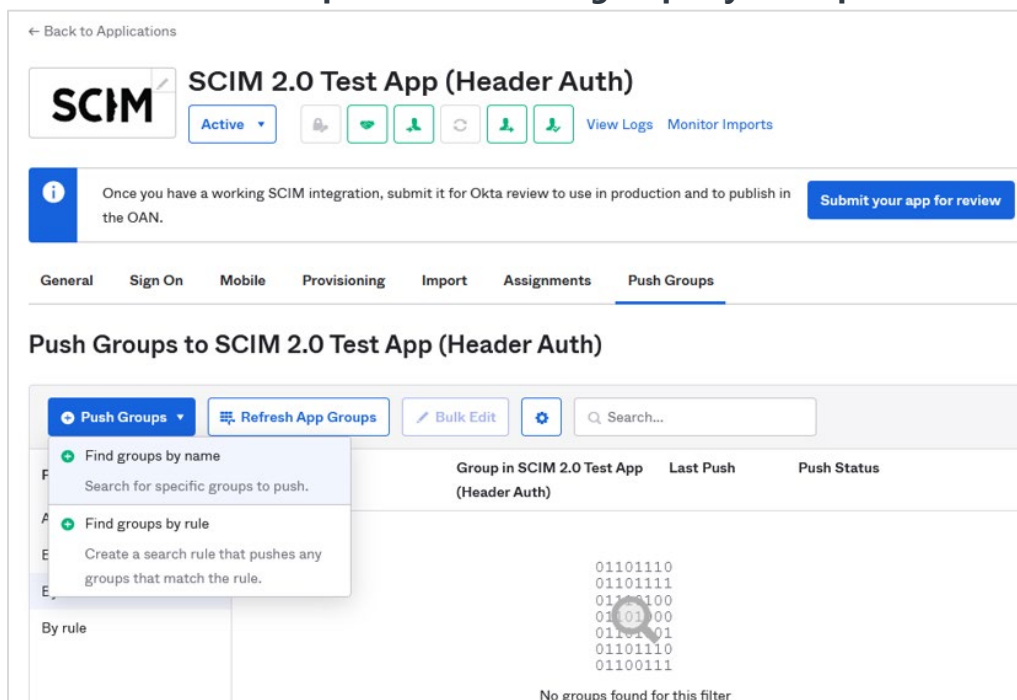 ← Back to Applications
SCIM
SCIM 2.0 Test App (Header Auth)
Active
View Logs
Monitor Imports
Once you have a working SCIM integration, submit it for Okta review to use in production and to publish in
the OAN.
Submit your app for review
General
Sign On
Mobile
Provisioning
Import
Assignments
Push Groups
Push Groups to SCIM 2.0 Test App (Header Auth)
Push Groups
Refresh App Groups
Bulk Edit
Search...
Find groups by name
Search for specific groups to push.
Find groups by rule
Create a search rule that pushes any
groups that match the rule.
By rule
Group in SCIM 2.0 Test App
(Header Auth)
Last Push
Push Status
01101110
01101111
01101110
01100111
No groups found for this filter